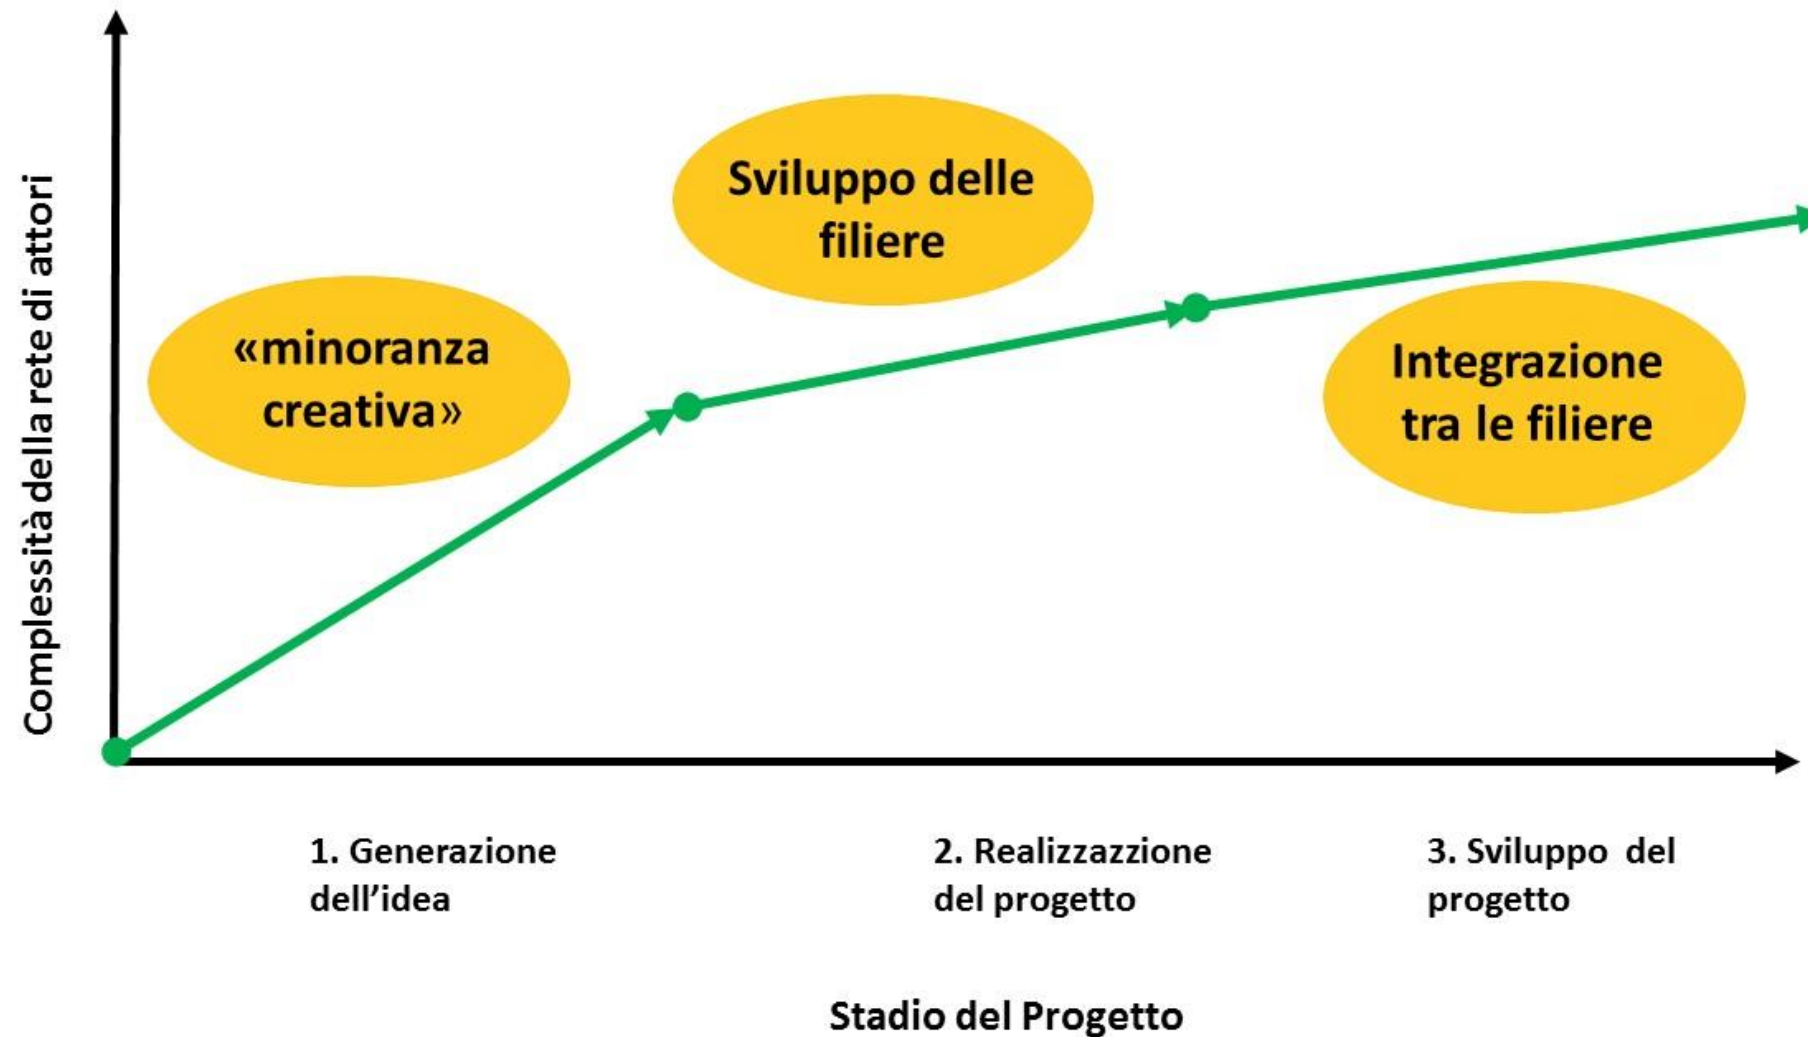 Complessità della rete di attori
«minoranza
creativa»
Sviluppo delle
filiere
Integrazione
tra le filiere
1. Generazione
dell’idea
2. Realizzazzione
del progetto
3. Sviluppo del
progetto
Stadio del Progetto